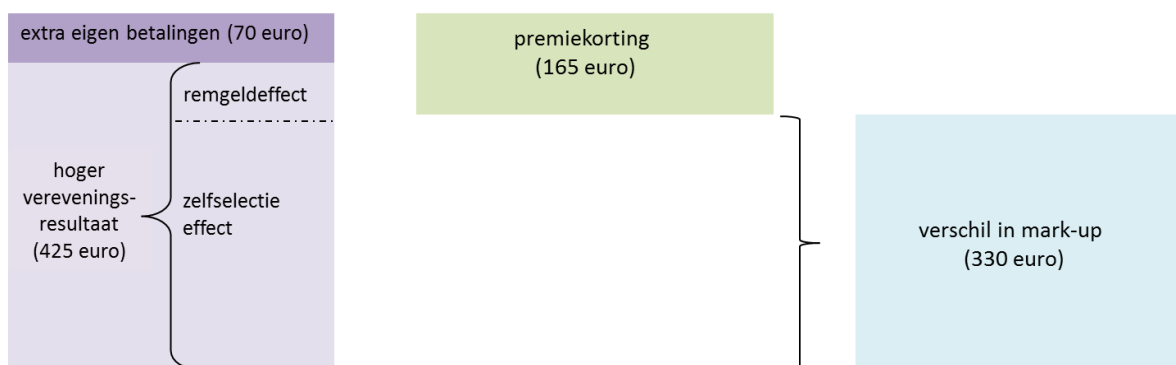 extra eigen betalingen (70 euro)
remgeldeffect
hoger
verevenings-
resultaat
(425 euro)
zelfselectie
effect
premiekorting
(165 euro)
verschil in mark-up
(330 euro)